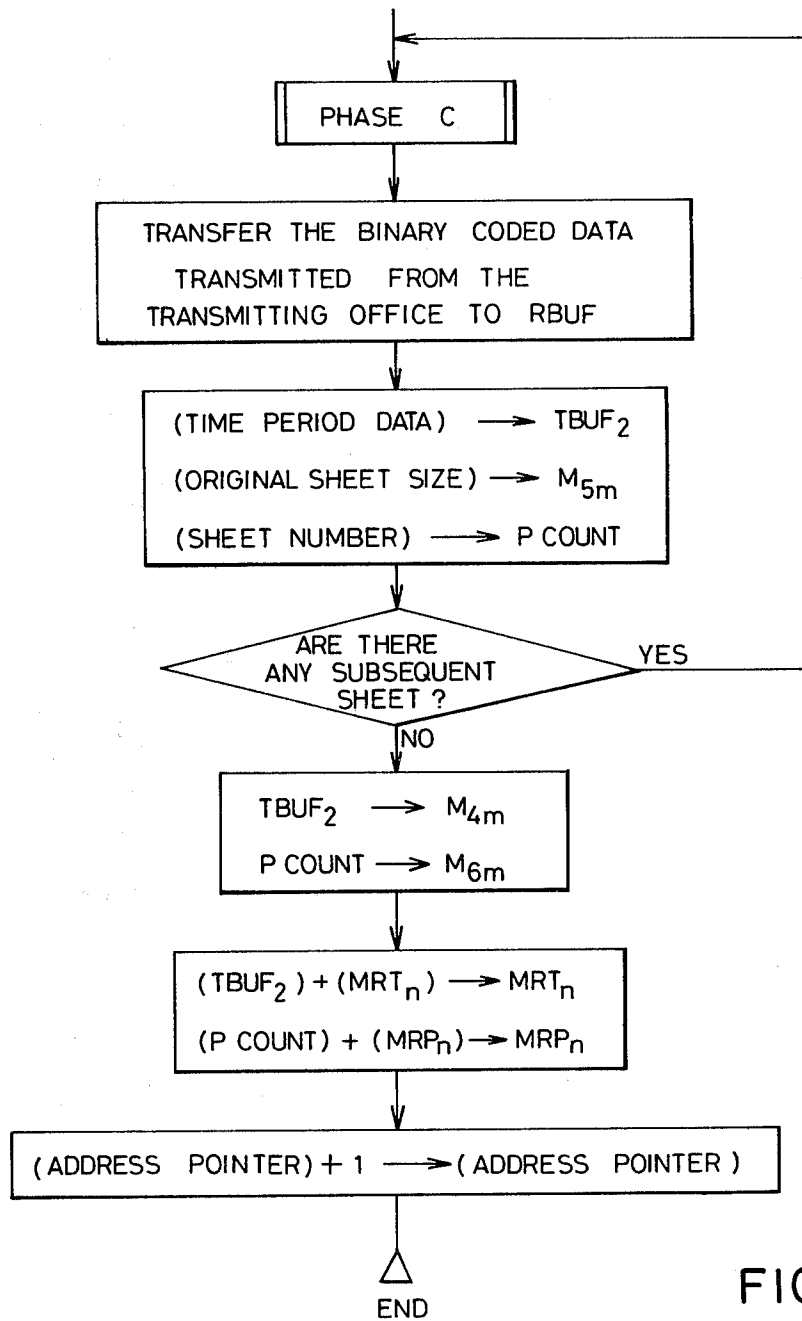 PHASE C
TRANSFER THE BINARY CODED DATA
TRANSMITTED FROM THE
TRANSMITTING OFFICE TO RBUF
(TIME PERIOD DATA) → TBUF₂
(ORIGINAL SHEET SIZE) → M₅ₘ
(SHEET NUMBER) → P COUNT
ARE THERE
ANY SUBSEQUENT
SHEET ?
YES
NO
TBUF₂ → M₄ₘ
P COUNT → M₆ₘ
(TBUF₂) + (MRTₙ) → MRTₙ
(P COUNT) + (MRPₙ) → MRPₙ
(ADDRESS POINTER) + 1 → (ADDRESS POINTER)
END